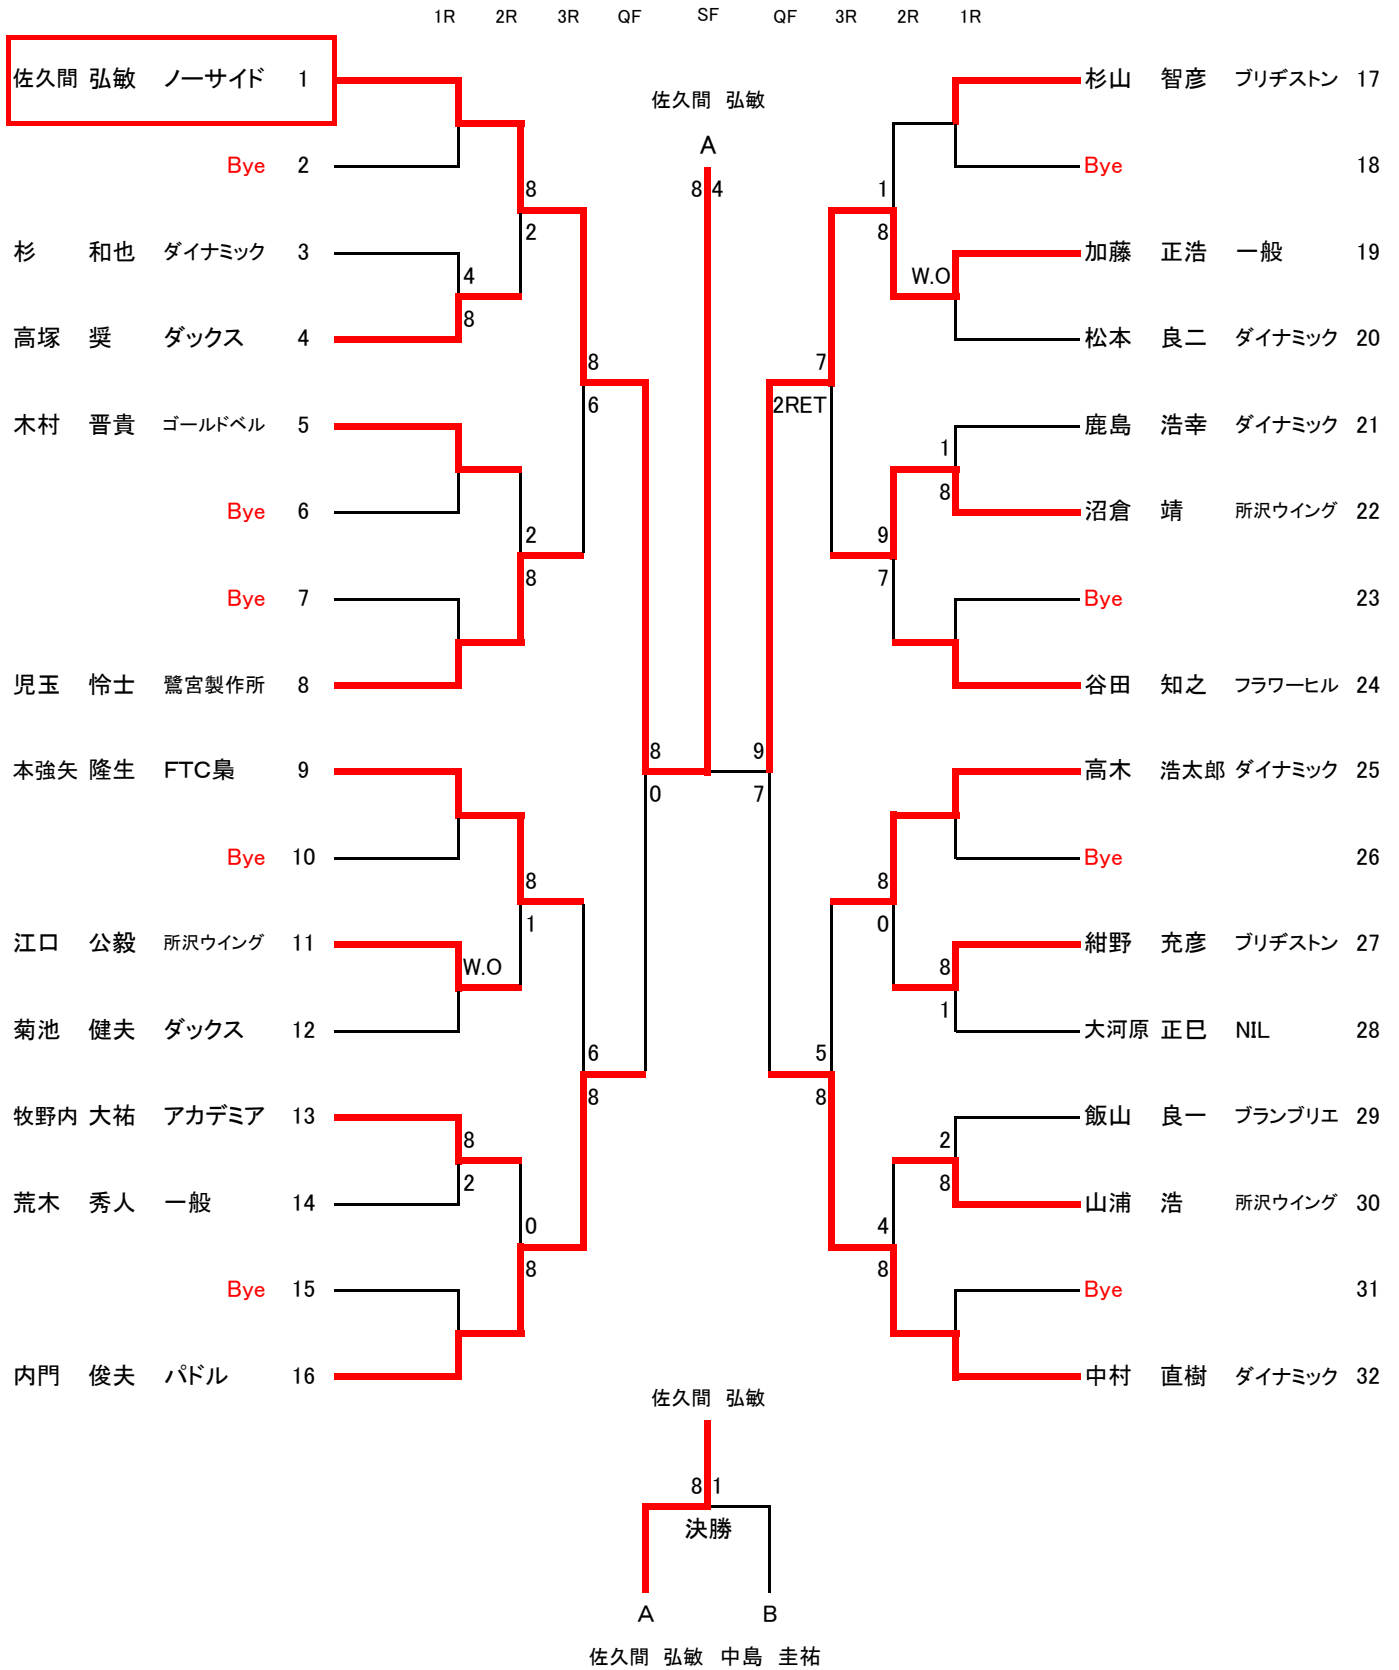 1R 2R 3R QF SF QF 3R 2R 1R
佐久間 弘敏 ノーサイド 1 杉山 智彦 ブリヂストン 17
佐久間 弘敏
A
Bye 2 Bye 18
8 8 4 1
2 8
杉 和也 ダイナミック 3 加藤 正浩 一般 19
4 W.O
8
高塚 奨 ダックス 4 松本 良二 ダイナミック 20
8 7
6 2RET
木村 晋貴 ゴールドベル 5 鹿島 浩幸 ダイナミック 21
1
8
Bye 6 沼倉 靖 所沢ウイング 22
2 9
8 7
Bye 7 Bye 23
児玉 怜士 鷺宮製作所 8 谷田 知之 フラワーヒル 24
8 9
本強矢 隆生 FTC梟 9 高木 浩太郎 ダイナミック 25
0 7
Bye 10 Bye 26
8 8
1 0
江口 公毅 所沢ウイング 11 紺野 充彦 ブリヂストン 27
W.O 8
1
菊池 健夫 ダックス 12 大河原 正巳 NIL 28
6 5
8 8
牧野内 大祐 アカデミア 13 飯山 良一 ブランブリエ 29
8 2
2 8
荒木 秀人 一般 14 山浦 浩 所沢ウイング 30
0 4
8 8
Bye 15 Bye 31
内門 俊夫 パドル 16 中村 直樹 ダイナミック 32
佐久間 弘敏
8 1
決勝
A B
佐久間 弘敏 中島 圭祐